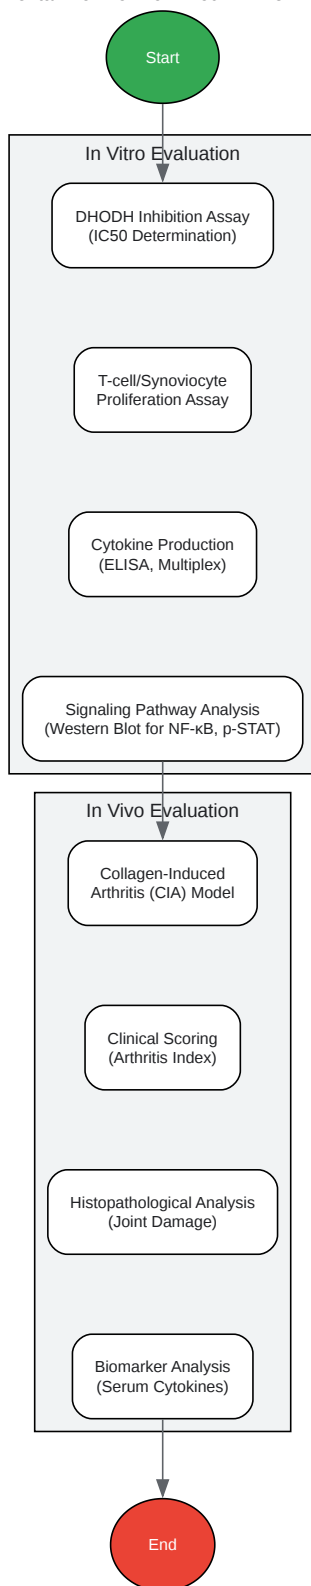 Start
In Vitro Evaluation
DHODH Inhibition Assay
(IC50 Determination)
T-cell/Synoviocyte
Proliferation Assay
Cytokine Production
(ELISA, Multiplex)
Signaling Pathway Analysis
(Western Blot for NF-κB, p-STAT)
In Vivo Evaluation
Collagen-Induced
Arthritis (CIA) Model
Clinical Scoring
(Arthritis Index)
Histopathological Analysis
(Joint Damage)
Biomarker Analysis
(Serum Cytokines)
End